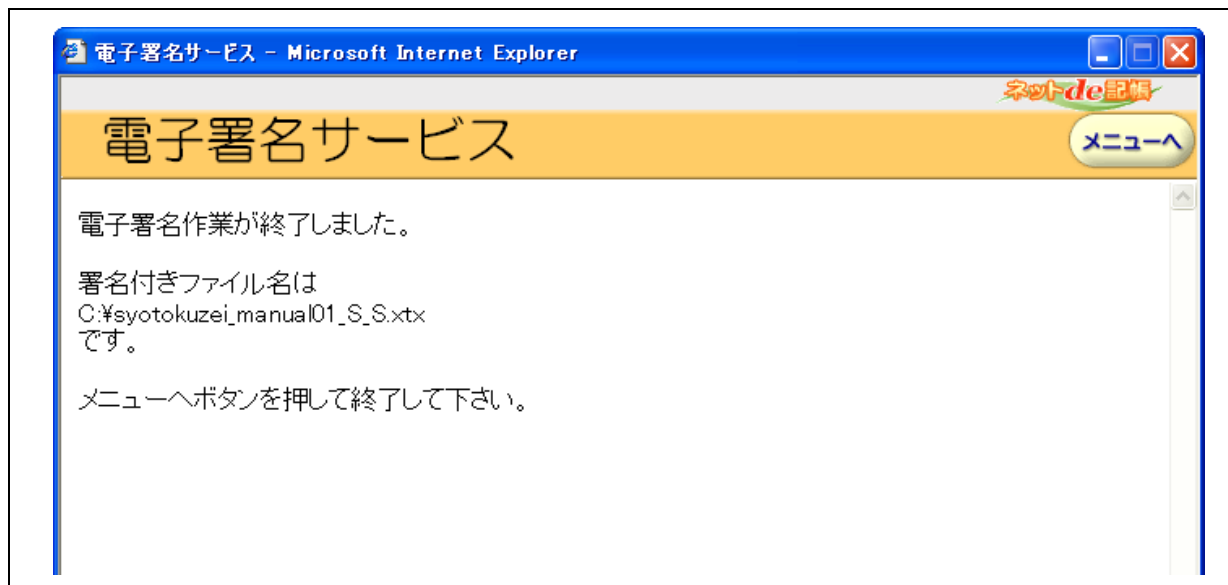 電子署名サービス - Microsoft Internet Explorer
ネットde記帳
電子署名サービス
メニューへ
電子署名作業が終了しました。
署名付きファイル名は
C:¥syotokuzei_manual01_S_S.xtx
です。
メニューへボタンを押して終了して下さい。